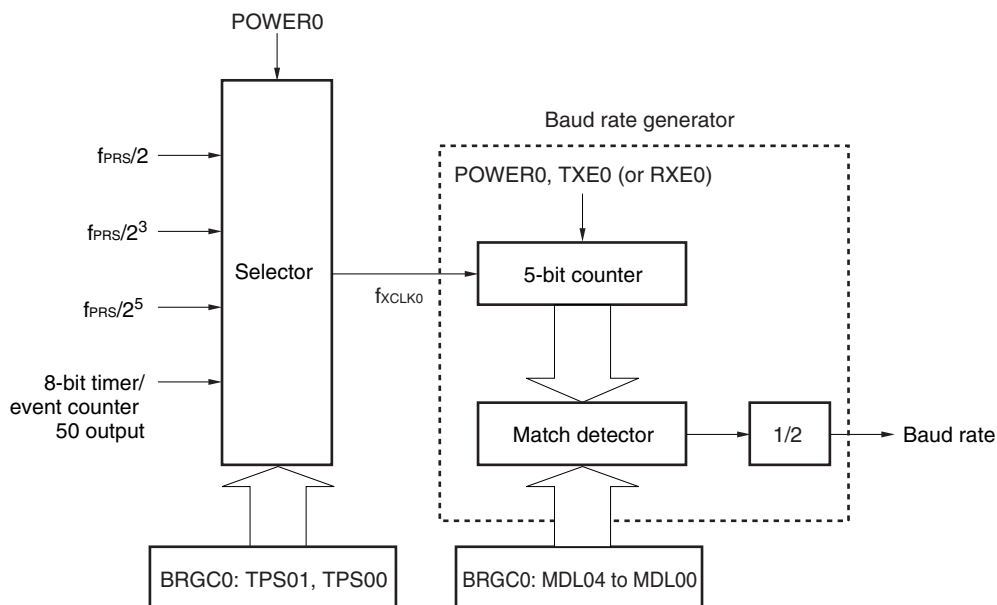 POWER0
Baud rate generator
fPRS/2
POWER0, TXE0 (or RXE0)
fPRS/2³
Selector
5-bit counter
fXCLK0
fPRS/2⁵
8-bit timer/
event counter
50 output
Match detector
1/2
Baud rate
BRGC0: TPS01, TPS00
BRGC0: MDL04 to MDL00